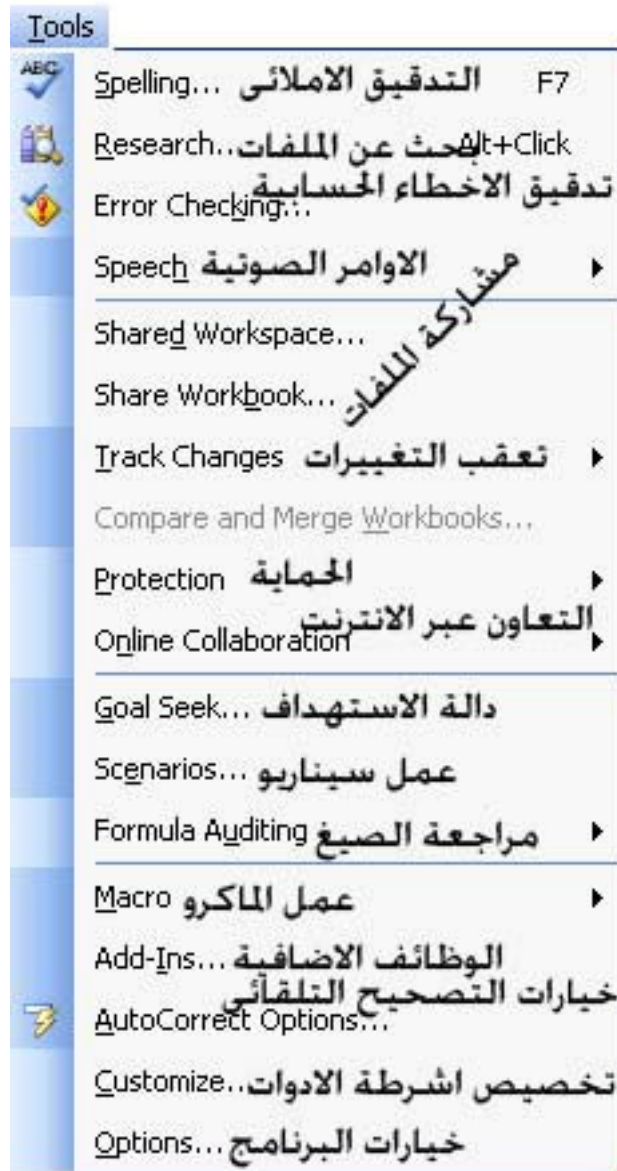 Tools
Spelling... التدقيق الاملائى F7
Research.. بحث عن الملفات Alt+Click
تدقيق الاخطاء الحسابية
Error Checking...
Speech الاوامر الصوتية
مشاركة الملفات
Shared Workspace...
Share Workbook...
Track Changes تعقب التغييرات
Compare and Merge Workbooks...
Protection الحماية
التعاون عبر الانترنت
Online Collaboration
Goal Seek... دالة الاستهداف
Scenarios... عمل سيناريو
Formula Auditing مراجعة الصيغ
Macro عمل الماكرو
Add-Ins... الوظائف الاضافية
خيارات التصحيح التلقائى
AutoCorrect Options...
Customize.. تخصيص اشرطة الادوات
Options... خيارات البرنامج